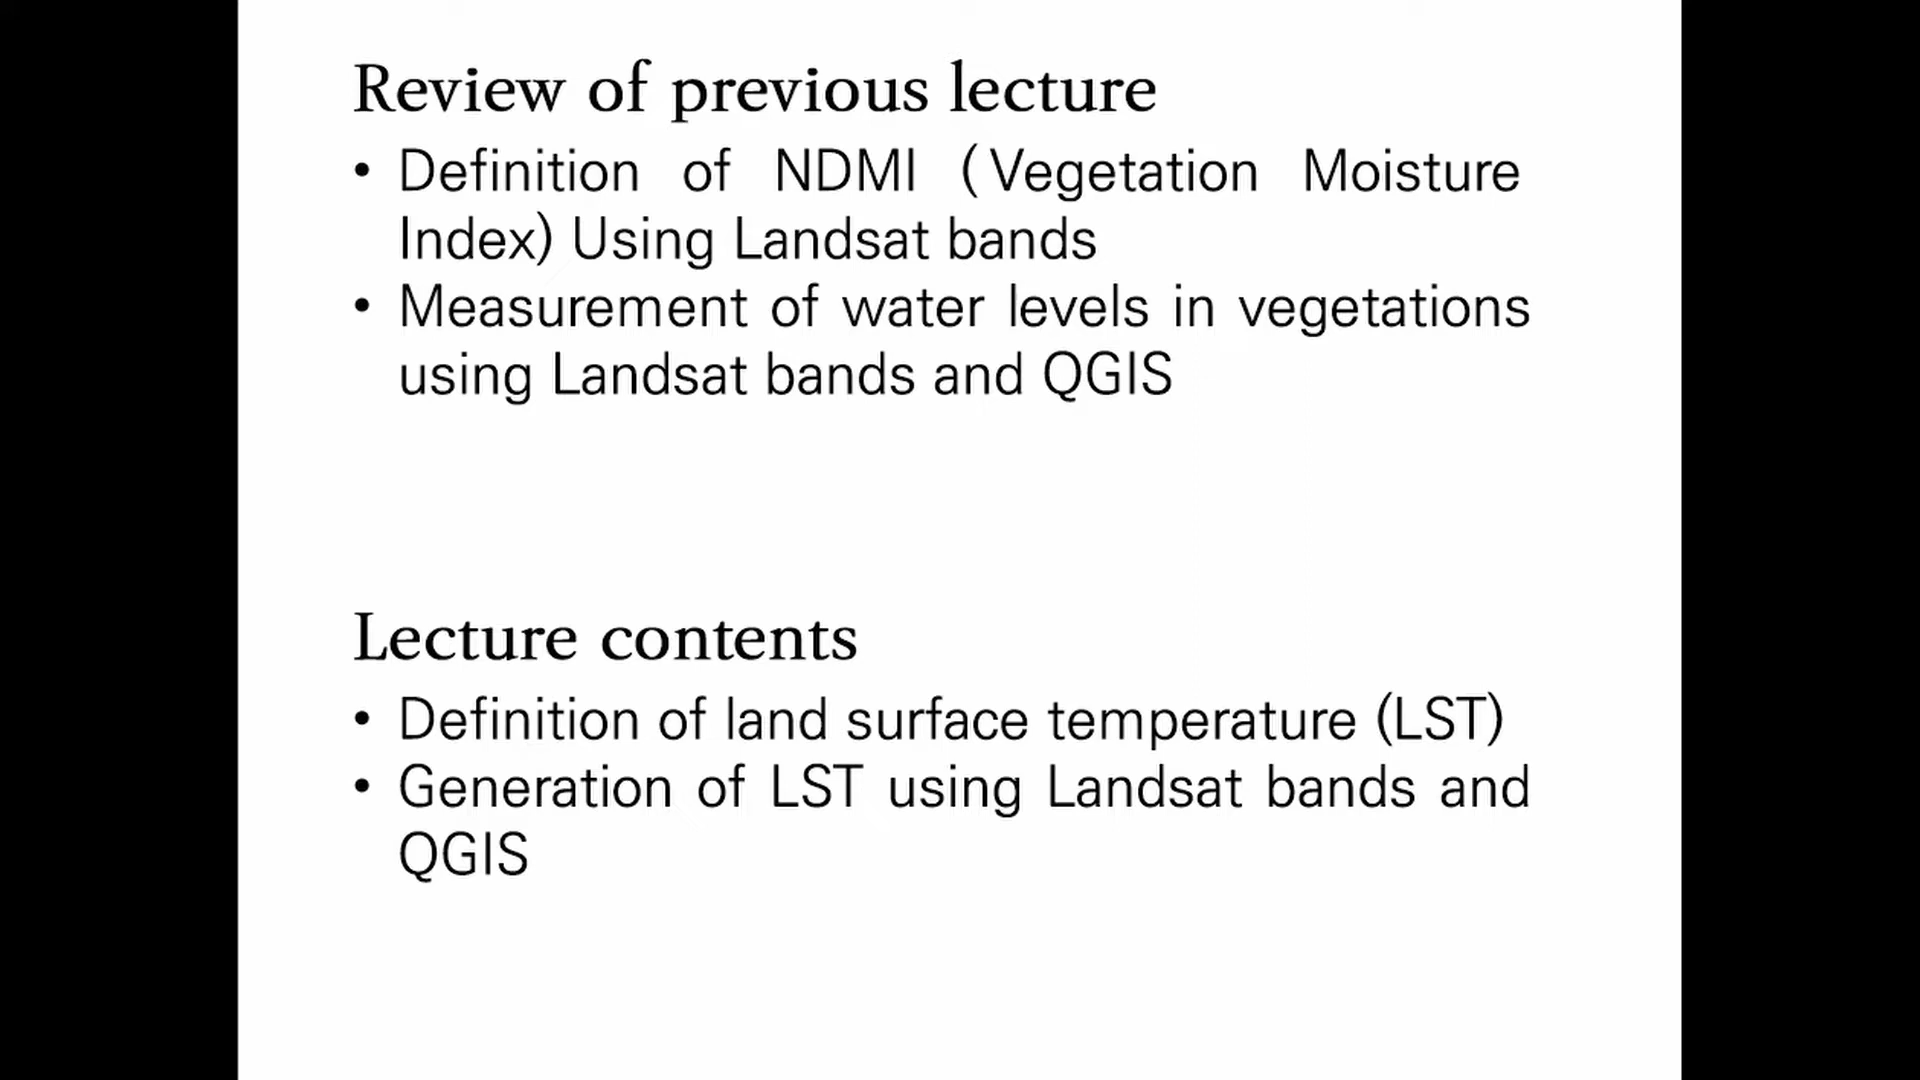 Review of previous lecture
• Definition of NDMI (Vegetation Moisture
Index) Using Landsat bands
• Measurement of water levels in vegetations
using Landsat bands and QGIS
Lecture contents
• Definition of land surface temperature (LST)
• Generation of LST using Landsat bands and
QGIS